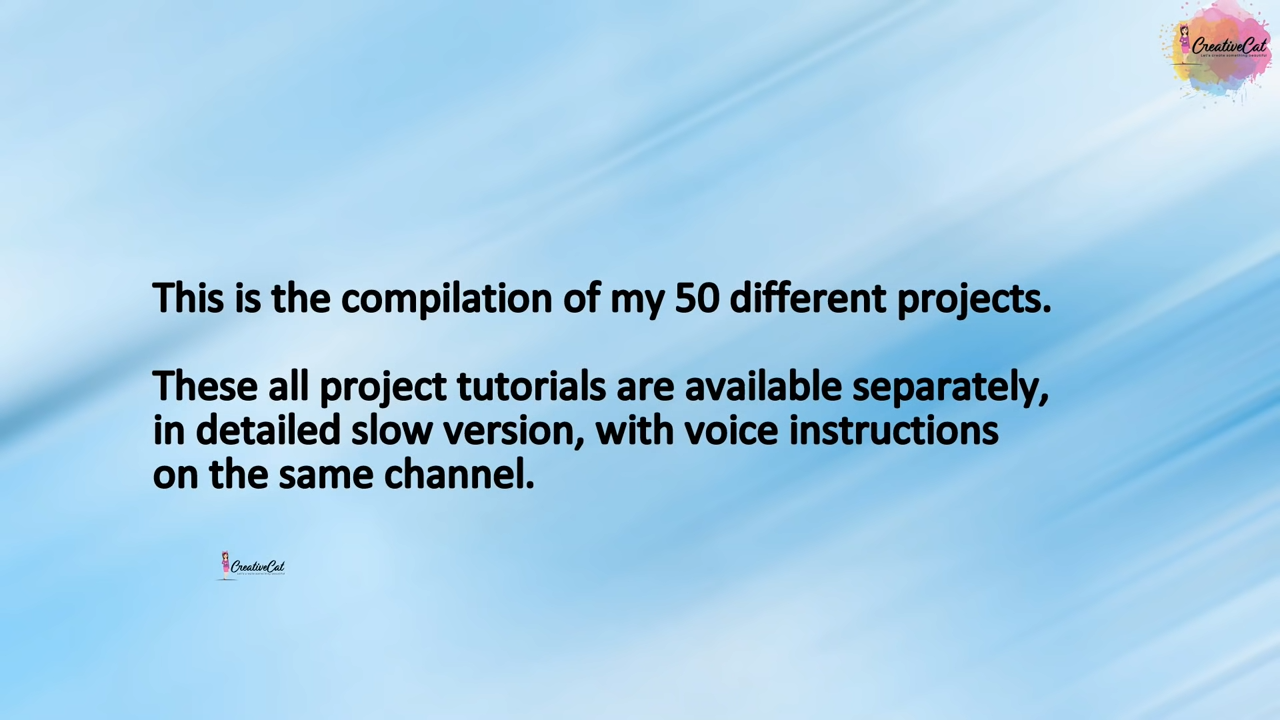 CreativeCat
This is the compilation of my 50 different projects.
These all project tutorials are available separately,
in detailed slow version, with voice instructions
on the same channel.
CreativeCat